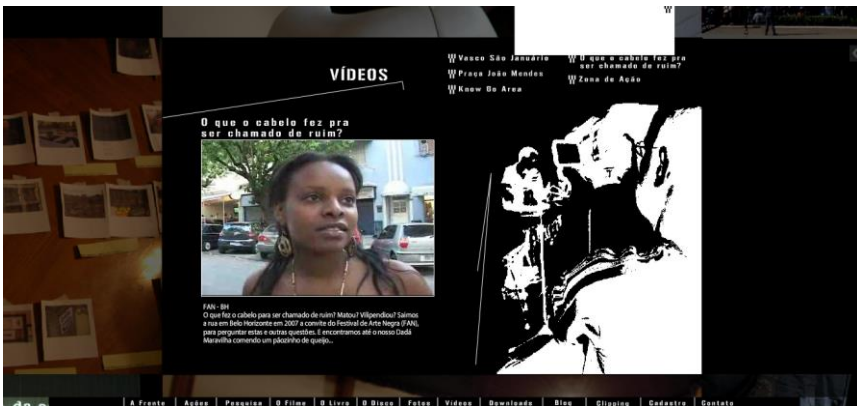 VÍDEOS
Vasco São Januário
Praça João Mendes
Know Go Area
O que o cabelo fez pra
ser chamado de ruim?
Zona de Ação
O que o cabelo fez pra
ser chamado de ruim?
FAN - BH
O que fez o cabelo para ser chamado de ruim? Matou? Vilipendiou? Saímos
a rua em Belo Horizonte em 2007 a convite do Festival de Arte Negra (FAN),
para perguntar estas e outras questões. E encontramos até o nosso Dadá
Maravilha comendo um pãozinho de queijo...
A Frente | Ações | Pesquisa | O Filme | O Livro | O Disco | Fotos | Vídeos | Downloads | Blog | Clipping | Cadastro | Contato